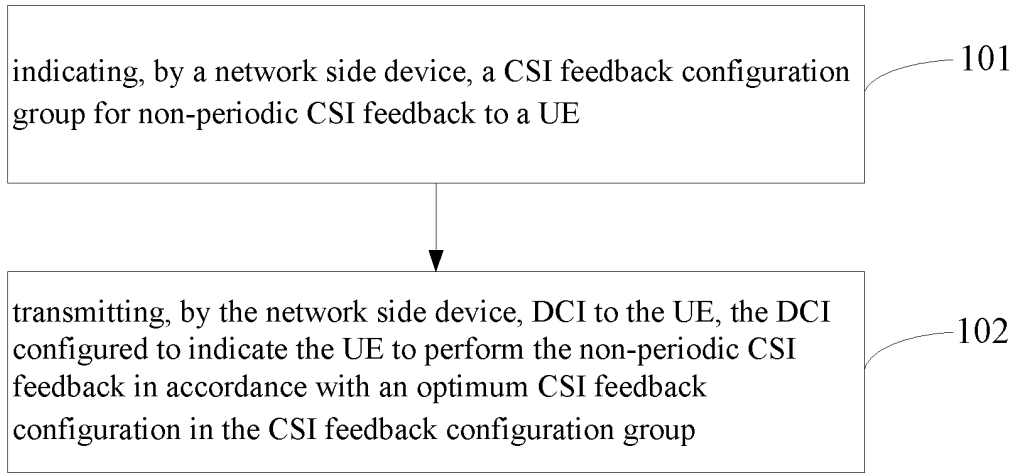 indicating, by a network side device, a CSI feedback configuration
group for non-periodic CSI feedback to a UE
101
transmitting, by the network side device, DCI to the UE, the DCI
configured to indicate the UE to perform the non-periodic CSI
feedback in accordance with an optimum CSI feedback
configuration in the CSI feedback configuration group
102